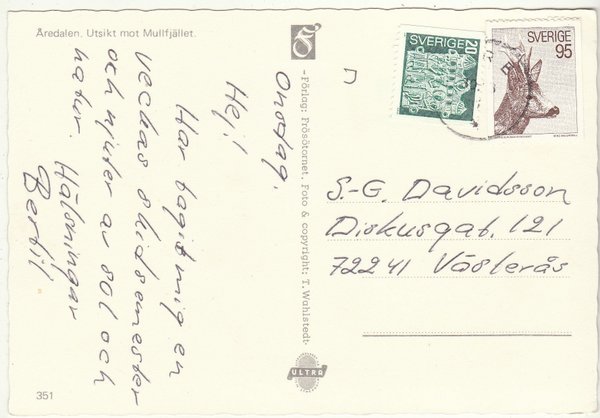 Åredalen. Utsikt mot Mullfjället.
Onsdag.
Hej!
Har tagit mig en
veckas skidsemester
och njuter av sol och
natur
Hälsningar
Bertil
351
-Förlag: Frösötornet. Foto & copyright: T. Wahlstedt-
ULTRA
SVERIGE
20
SVERIGE
95
S-G. Davidsson
Diskusgat. 121
72241 Västerås